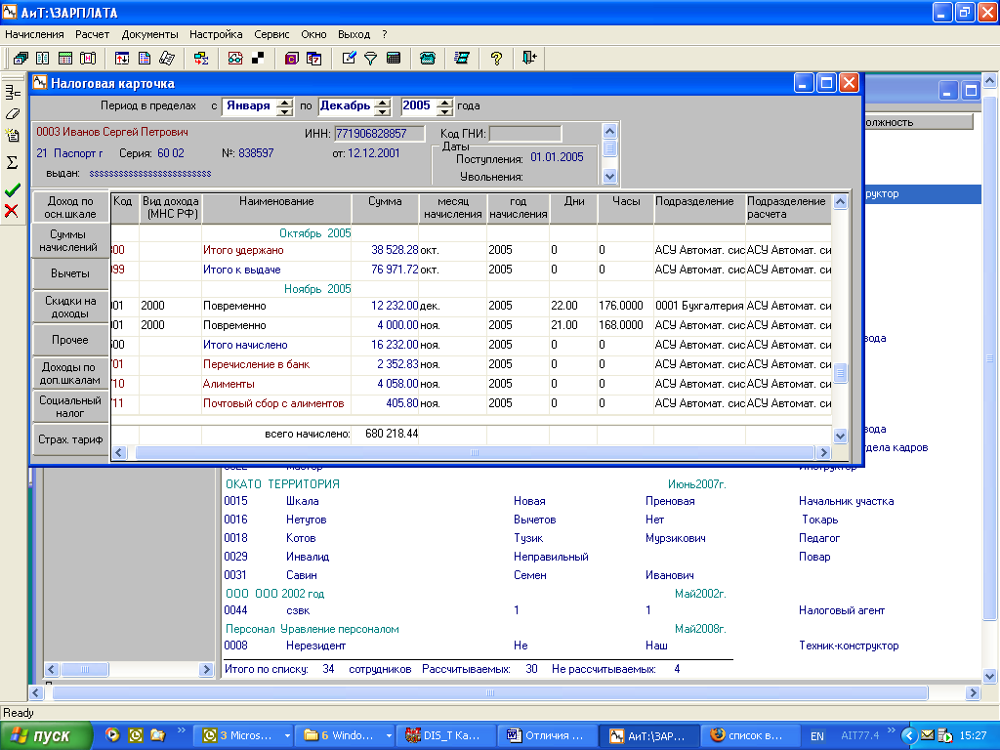 АиТ:\ЗАРПЛАТА
Начисления Расчет Документы Настройка Сервис Окно Выход ?
Налоговая карточка
Период в пределах с Января по Декабрь 2005 года
0003 Иванов Сергей Петрович ИНН: 771906828857 Код ГНИ:
21 Паспорт г Серия: 60 02 №: 838597 от: 12.12.2001
Даты
Поступления: 01.01.2005
выдан: sssssssssssssssssssssssss Увольнения:
Доход по осн.шкале
Суммы начислений
Вычеты
Скидки на доходы
Прочее
Доходы по доп.шкалам
Социальный налог
Страх. тариф
Код Вид дохода (МНС РФ) Наименование Сумма месяц начисления год начисления Дни Часы Подразделение Подразделение расчета
Октябрь 2005
300 Итого удержано 38 528.28 окт. 2005 0 0 АСУ Автомат. сис АСУ Автомат. си
399 Итого к выдаче 76 971.72 окт. 2005 0 0 АСУ Автомат. сис АСУ Автомат. си
Ноябрь 2005
01 2000 Повременно 12 232.00 дек. 2005 22.00 176.0000 0001 Бухгалтерия АСУ Автомат. си
01 2000 Повременно 4 000.00 ноя. 2005 21.00 168.0000 АСУ Автомат. сис АСУ Автомат. си
00 Итого начислено 16 232.00 ноя. 2005 0 0 АСУ Автомат. сис АСУ Автомат. си
701 Перечисление в банк 2 352.83 ноя. 2005 0 0 АСУ Автомат. сис АСУ Автомат. си
710 Алименты 4 058.00 ноя. 2005 0 0 АСУ Автомат. сис АСУ Автомат. си
711 Почтовый сбор с алиментов 405.80 ноя. 2005 0 0 АСУ Автомат. сис АСУ Автомат. си
всего начислено: 680 218.44
олжность
руктор
вода
вода
тдела кадров
ОКАТО ТЕРРИТОРИЯ Июнь2007г.
0015 Шкала Новая Преновая Начальник участка
0016 Нетутов Вычетов Нет Токарь
0018 Котов Тузик Мурзикович Педагог
0029 Инвалид Неправильный Повар
0031 Савин Семен Иванович
ООО ООО 2002 год Май2002г.
0044 сзвк 1 1 Налоговый агент
Персонал Уравление персоналом Май2008г.
0008 Нерезидент Не Наш Техник-конструктор
Итого по списку: 34 сотрудников Рассчитываемых: 30 Не рассчитываемых: 4
Ready
пуск 3 Micros... 6 Windo... DIS_T Ка... Отличия ... АиТ:\ЗАР... список в... EN AIT77.4 15:27